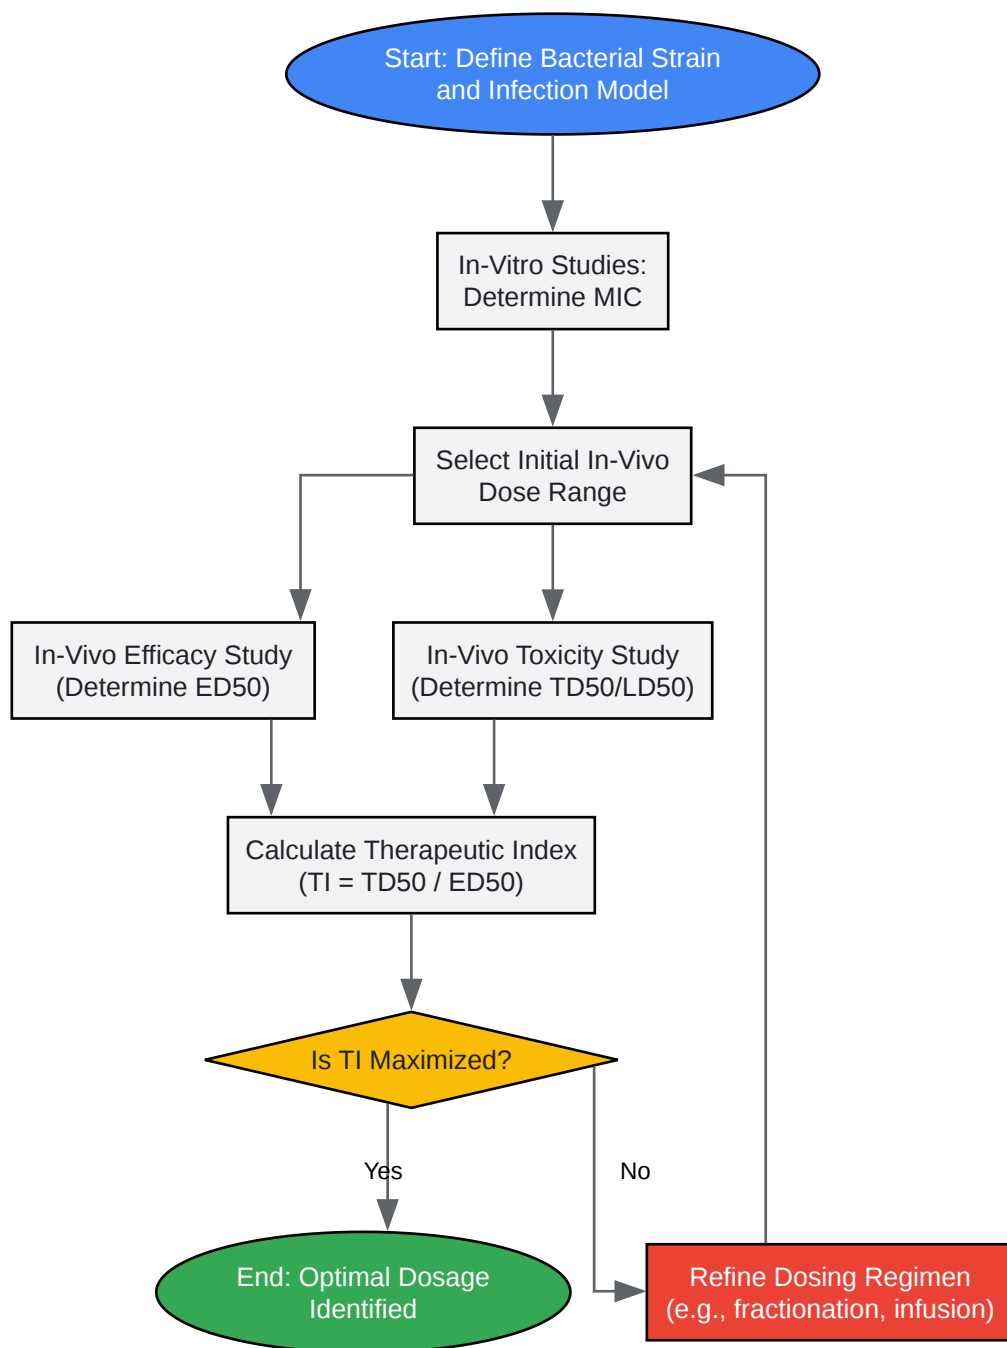 Start: Define Bacterial Strain
and Infection Model
In-Vitro Studies:
Determine MIC
Select Initial In-Vivo
Dose Range
In-Vivo Efficacy Study
(Determine ED50)
In-Vivo Toxicity Study
(Determine TD50/LD50)
Calculate Therapeutic Index
(TI = TD50 / ED50)
Is TI Maximized?
Yes
No
End: Optimal Dosage
Identified
Refine Dosing Regimen
(e.g., fractionation, infusion)